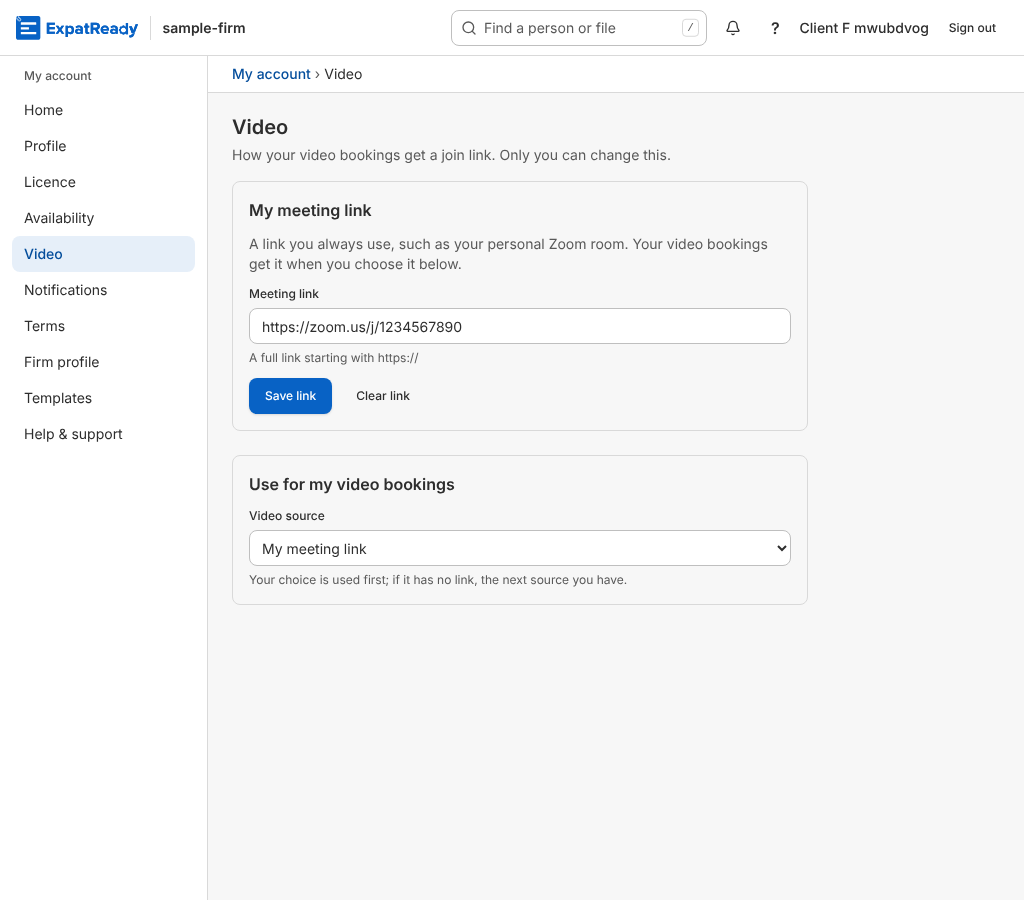 ExpatReady
sample-firm
Find a person or file
/
?
Client F mwubdvog
Sign out
My account
Home
Profile
Licence
Availability
Video
Notifications
Terms
Firm profile
Templates
Help & support
My account › Video
Video
How your video bookings get a join link. Only you can change this.
My meeting link
A link you always use, such as your personal Zoom room. Your video bookings
get it when you choose it below.
Meeting link
https://zoom.us/j/1234567890
A full link starting with https://
Save link
Clear link
Use for my video bookings
Video source
My meeting link
Your choice is used first; if it has no link, the next source you have.